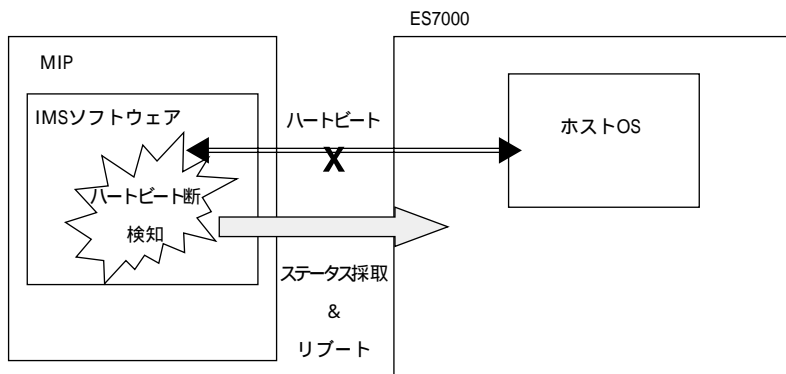 ES7000
MIP
IMSソフトウェア
ハートビート
ホストOS
X
ハートビート断
検知
ステータス採取
&
リブート